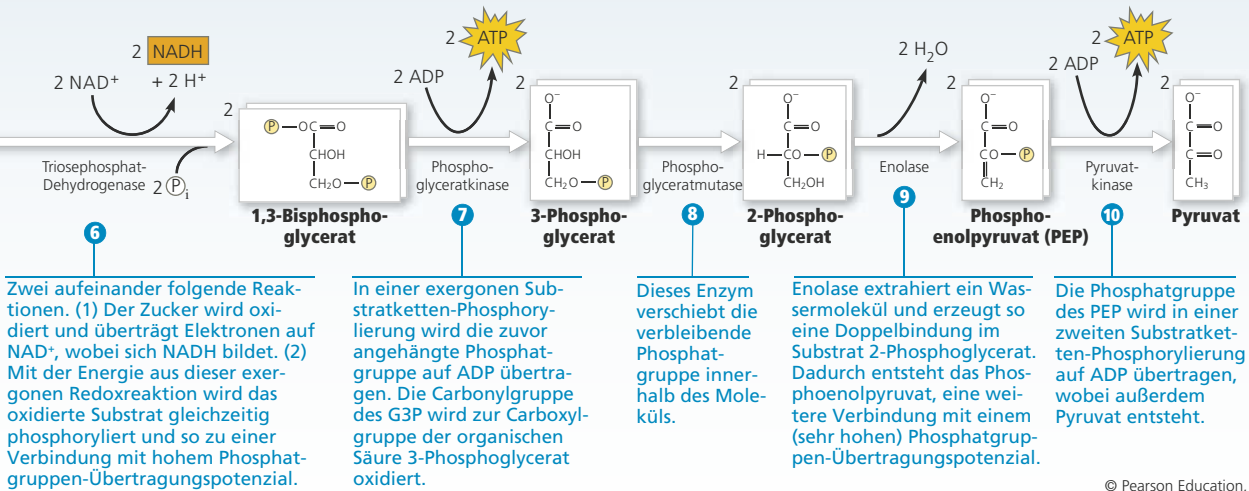 2 NAD⁺
2 NADH
+ 2 H⁺
Triosephosphat-
Dehydrogenase
2 Pi
2
P—OC=O
CHOH
CH₂O—P
1,3-Bisphospho-
glycerat
2 ADP
2 ATP
Phospho-
glyceratkinase
2
O⁻
C=O
CHOH
CH₂O—P
3-Phospho-
glycerat
Phospho-
glyceratmutase
2
O⁻
C=O
H—CO—P
CH₂OH
2-Phospho-
glycerat
2 H₂O
Enolase
2
O⁻
C=O
CO—P
CH₂
Phospho-
enolpyruvat (PEP)
2 ADP
2 ATP
Pyruvat-
kinase
2
O⁻
C=O
C=O
CH₃
Pyruvat
6
Zwei aufeinander folgende Reak-
tionen. (1) Der Zucker wird oxi-
diert und überträgt Elektronen auf
NAD⁺, wobei sich NADH bildet. (2)
Mit der Energie aus dieser exer-
gonen Redoxreaktion wird das
oxidierte Substrat gleichzeitig
phosphoryliert und so zu einer
Verbindung mit hohem Phosphat-
gruppen-Übertragungspotenzial.
7
In einer exergonen Sub-
stratketten-Phosphory-
lierung wird die zuvor
angehängte Phosphat-
gruppe auf ADP übertra-
gen. Die Carbonylgruppe
des G3P wird zur Carboxyl-
gruppe der organischen
Säure 3-Phosphoglycerat
oxidiert.
8
Dieses Enzym
verschiebt die
verbleibende
Phosphat-
gruppe inner-
halb des Mole-
küls.
9
Enolase extrahiert ein Was-
sermolekül und erzeugt so
eine Doppelbindung im
Substrat 2-Phosphoglycerat.
Dadurch entsteht das Phos-
phoenolpyruvat, eine wei-
tere Verbindung mit einem
(sehr hohen) Phosphatgrup-
pen-Übertragungspotenzial.
10
Die Phosphatgruppe
des PEP wird in einer
zweiten Substratket-
ten-Phosphorylierung
auf ADP übertragen,
wobei außerdem
Pyruvat entsteht.
© Pearson Education.